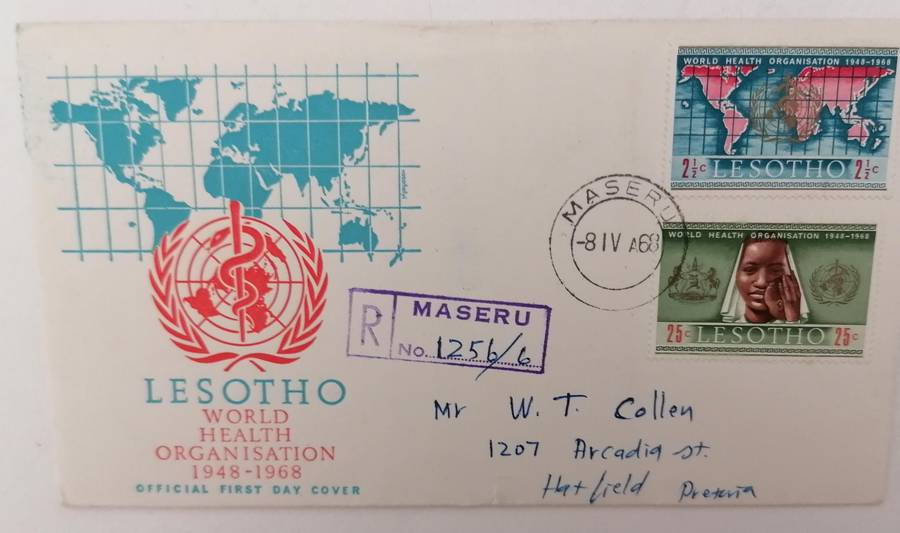 WORLD HEALTH ORGANISATION 1948-1968
2½c LESOTHO 2½c
MASERU
-8 IV A68
WORLD HEALTH ORGANISATION 1948-1968
25c LESOTHO 25c
R
MASERU
No. 1256/6
LESOTHO
WORLD
HEALTH
ORGANISATION
1948-1968
OFFICIAL FIRST DAY COVER
Mr W. T. Collen
1207 Arcadia st.
Hatfield Pretoria